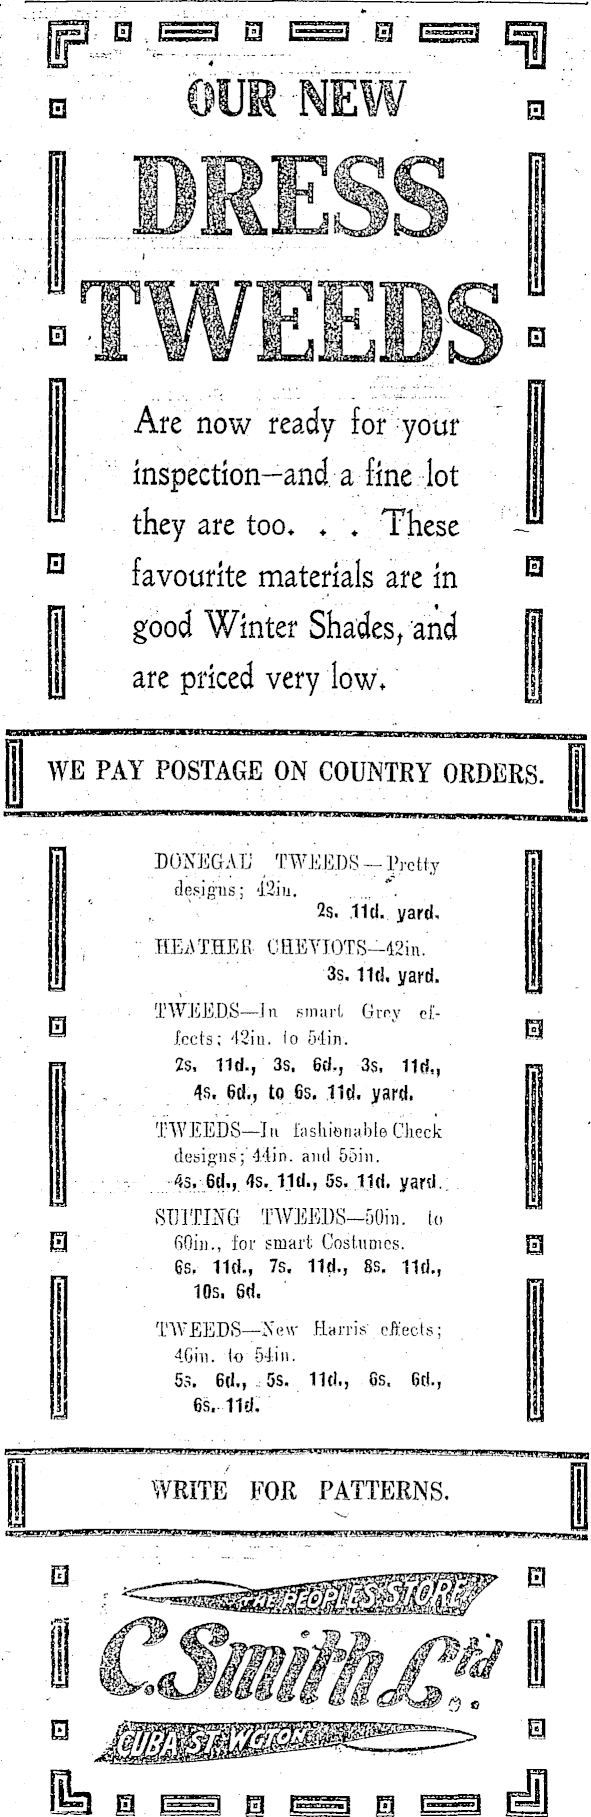 OUR NEW
DRESS
TWEEDS
Are now ready for your
inspection—and a fine lot
they are too. . . These
favourite materials are in
good Winter Shades, and
are priced very low.
WE PAY POSTAGE ON COUNTRY ORDERS.
DONEGAL TWEEDS—Pretty
designs; 42in.
2s. 11d. yard.
HEATHER CHEVIOTS—42in.
3s. 11d. yard.
TWEEDS—In smart Grey ef-
fects; 42in. to 54in.
2s. 11d., 3s. 6d., 3s. 11d.,
4s. 6d., to 6s. 11d. yard.
TWEEDS—In fashionable Check
designs; 44in. and 55in.
4s. 6d., 4s. 11d., 5s. 11d. yard.
SUITING TWEEDS—50in. to
60in., for smart Costumes.
6s. 11d., 7s. 11d., 8s. 11d.,
10s. 6d.
TWEEDS—New Harris effects;
46in. to 54in.
5s. 6d., 5s. 11d., 6s. 6d.,
6s. 11d.
WRITE FOR PATTERNS.
THE PEOPLES STORE
C. Smith Ltd.
CUBA ST. WGTON